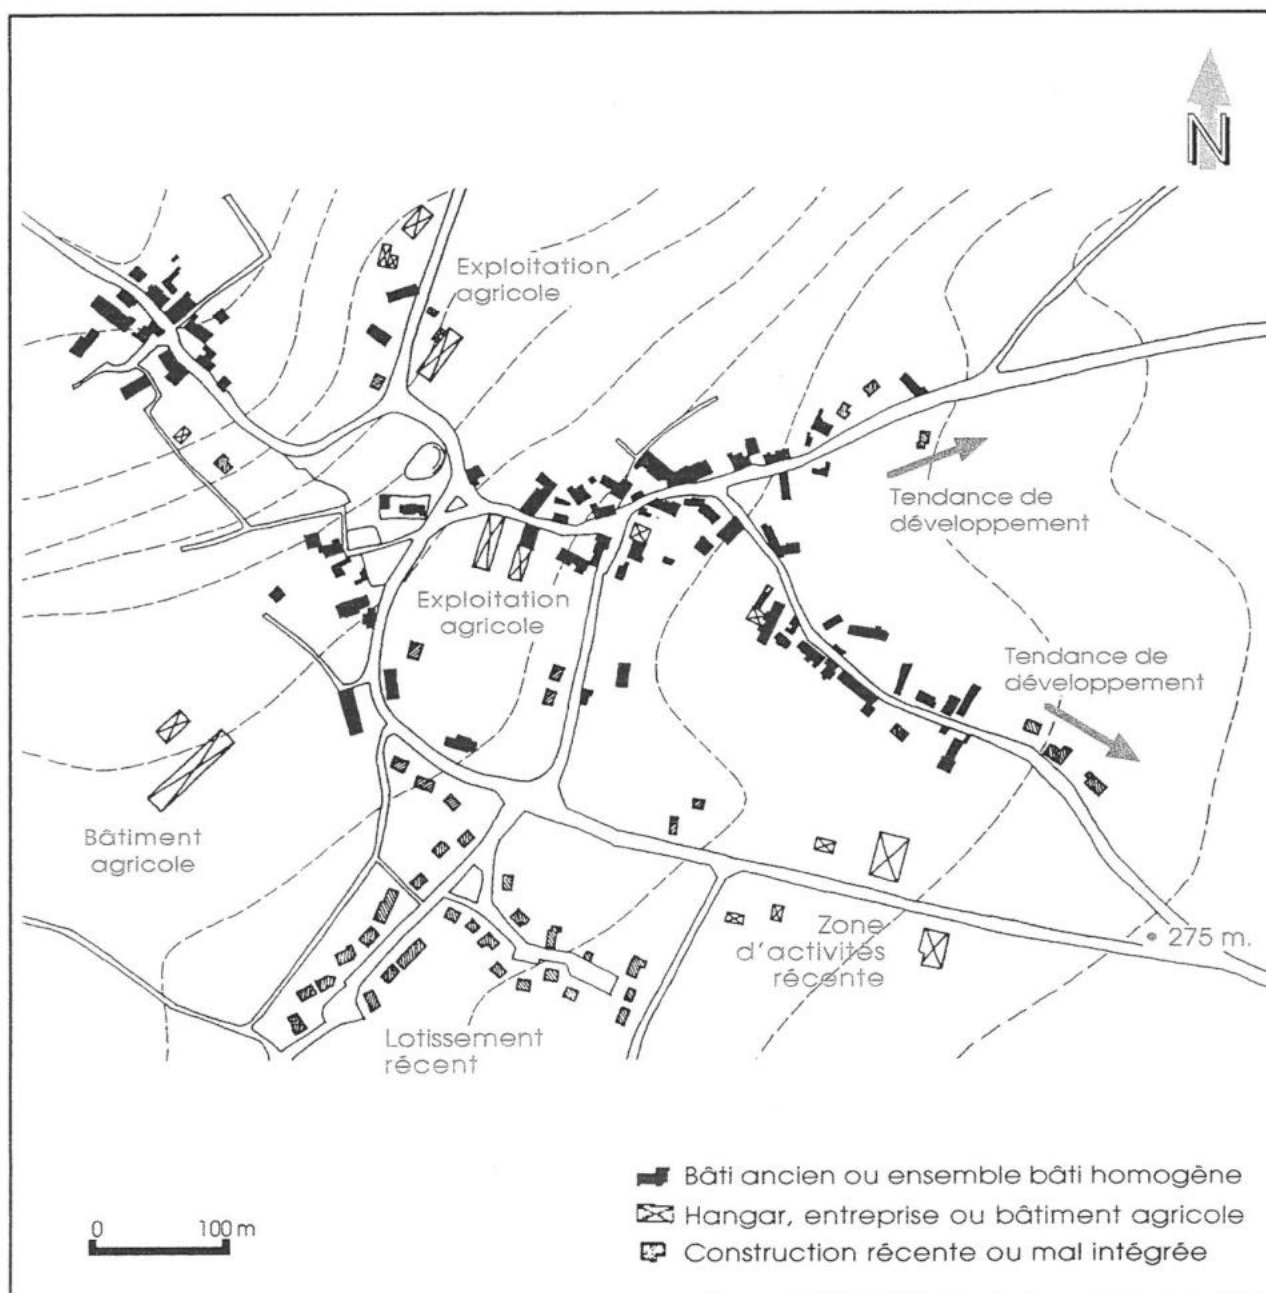 N
Exploitation
agricole
Tendance de
développement
Exploitation
agricole
Tendance de
développement
Bâtiment
agricole
Zone
d'activités
récente
275 m.
Lotissement
récent
Bâti ancien ou ensemble bâti homogène
Hangar, entreprise ou bâtiment agricole
Construction récente ou mal intégrée
0 100 m